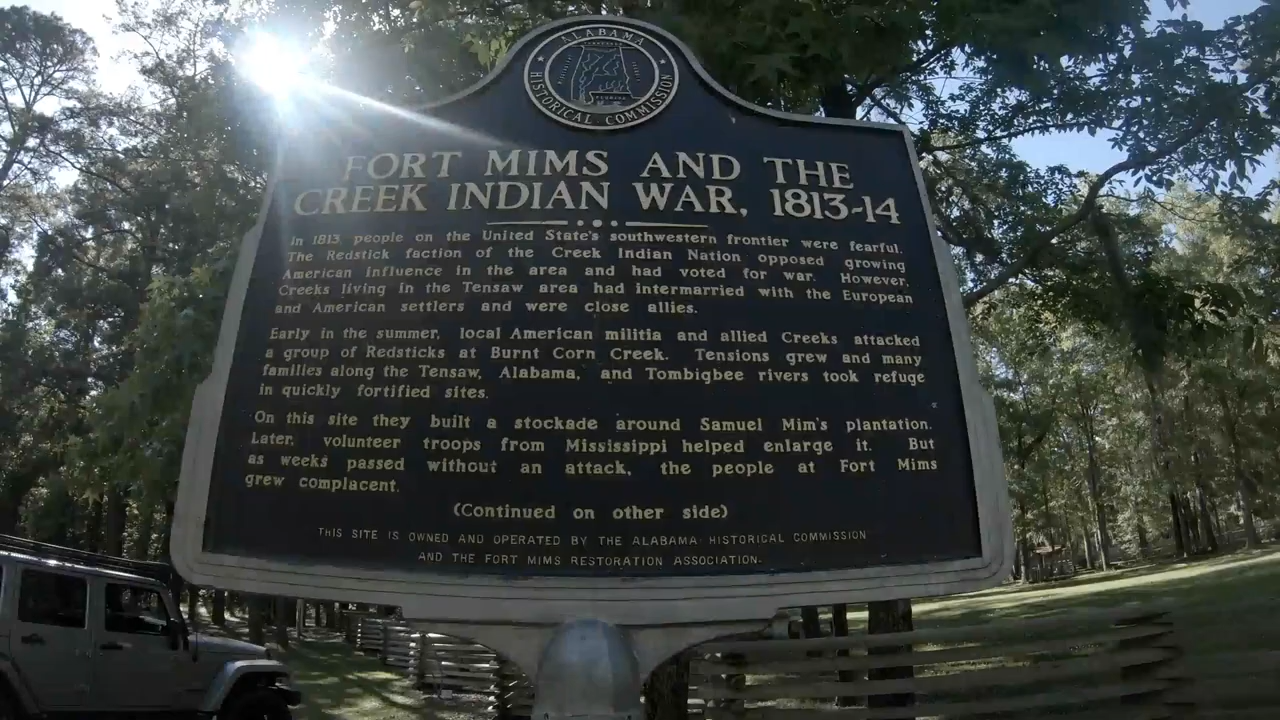 ALABAMA
HISTORICAL COMMISSION
FORT MIMS AND THE
CREEK INDIAN WAR, 1813-14
In 1813 people on the United State's southwestern frontier were fearful.
The Redstick faction of the Creek Indian Nation opposed growing
American influence in the area and had voted for war. However,
Creeks living in the Tensaw area had intermarried with the European
and American settlers and were close allies.
Early in the summer, local American militia and allied Creeks attacked
a group of Redsticks at Burnt Corn Creek. Tensions grew and many
families along the Tensaw, Alabama, and Tombigbee rivers took refuge
in quickly fortified sites.
On this site they built a stockade around Samuel Mim's plantation.
Later, volunteer troops from Mississippi helped enlarge it. But
as weeks passed without an attack, the people at Fort Mims
grew complacent.
(Continued on other side)
THIS SITE IS OWNED AND OPERATED BY THE ALABAMA HISTORICAL COMMISSION
AND THE FORT MIMS RESTORATION ASSOCIATION.